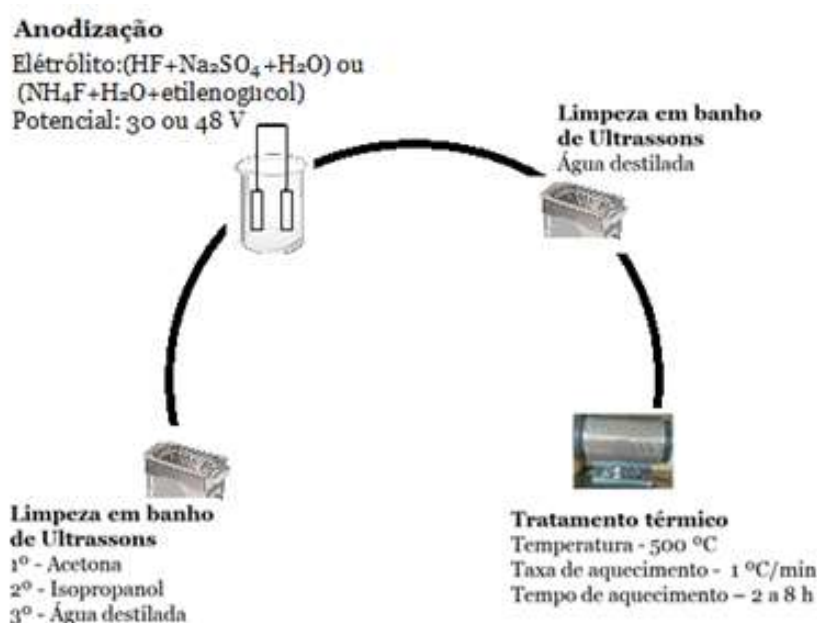 Anodização
Elétrólito:(HF+Na₂SO₄+H₂O) ou
(NH₄F+H₂O+etilenoglicol)
Potencial: 30 ou 48 V
Limpeza em banho
de Ultrassons
Água destilada
Limpeza em banho
de Ultrassons
1º - Acetona
2º - Isopropanol
3º - Água destilada
Tratamento térmico
Temperatura - 500 ºC
Taxa de aquecimento - 1 ºC/min
Tempo de aquecimento – 2 a 8 h